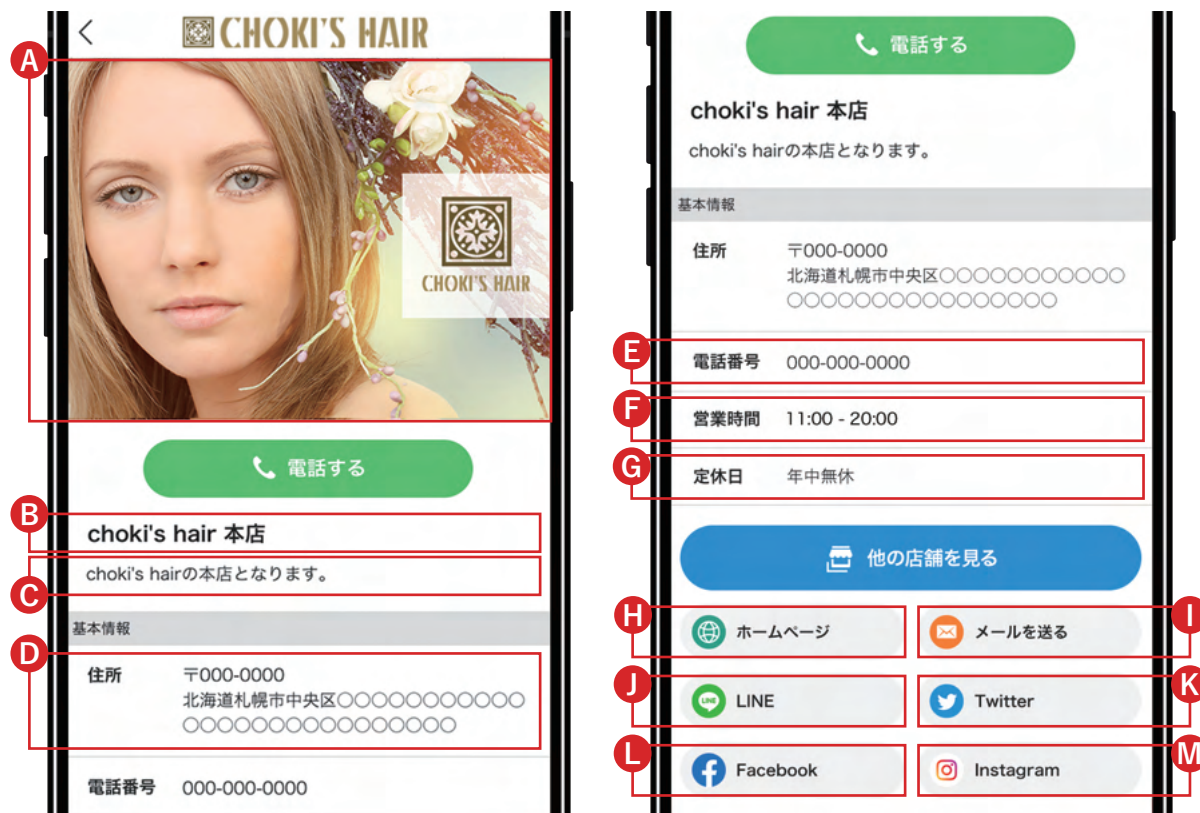 CHOKI'S HAIR
A
CHOKI'S HAIR
電話する
B
choki's hair 本店
C
choki's hairの本店となります。
基本情報
D
住所
〒000-0000
北海道札幌市中央区○○○○○○○○○○○
○○○○○○○○○○○○○○○○
電話番号 000-000-0000
電話する
choki's hair 本店
choki's hairの本店となります。
基本情報
住所
〒000-0000
北海道札幌市中央区○○○○○○○○○○○
○○○○○○○○○○○○○○○○
E
電話番号 000-000-0000
F
営業時間 11:00 - 20:00
G
定休日 年中無休
他の店舗を見る
H
ホームページ
I
メールを送る
J
LINE
LINE
K
Twitter
L
Facebook
M
Instagram